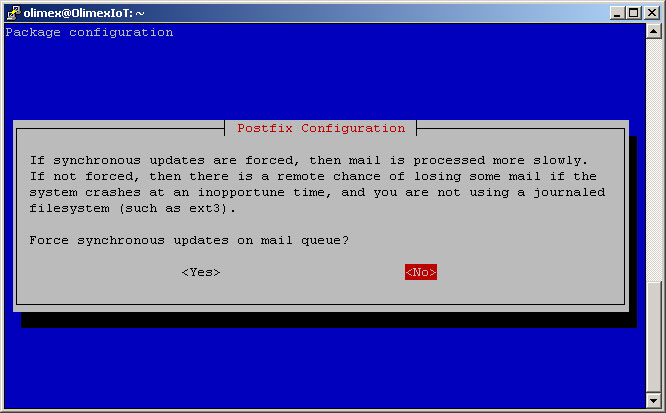 olimex@OlimexIoT: ~
Package configuration
Postfix Configuration
If synchronous updates are forced, then mail is processed more slowly.
If not forced, then there is a remote chance of losing some mail if the
system crashes at an inopportune time, and you are not using a journaled
filesystem (such as ext3).
Force synchronous updates on mail queue?
<Yes> <No>